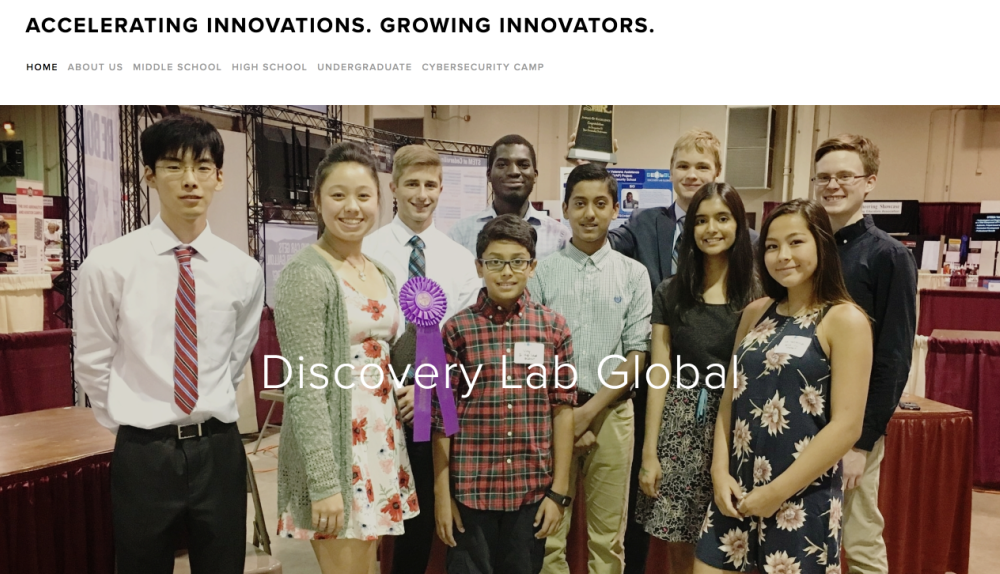 ACCELERATING INNOVATIONS. GROWING INNOVATORS.
HOME ABOUT US MIDDLE SCHOOL HIGH SCHOOL UNDERGRADUATE CYBERSECURITY CAMP
Discovery Lab Global